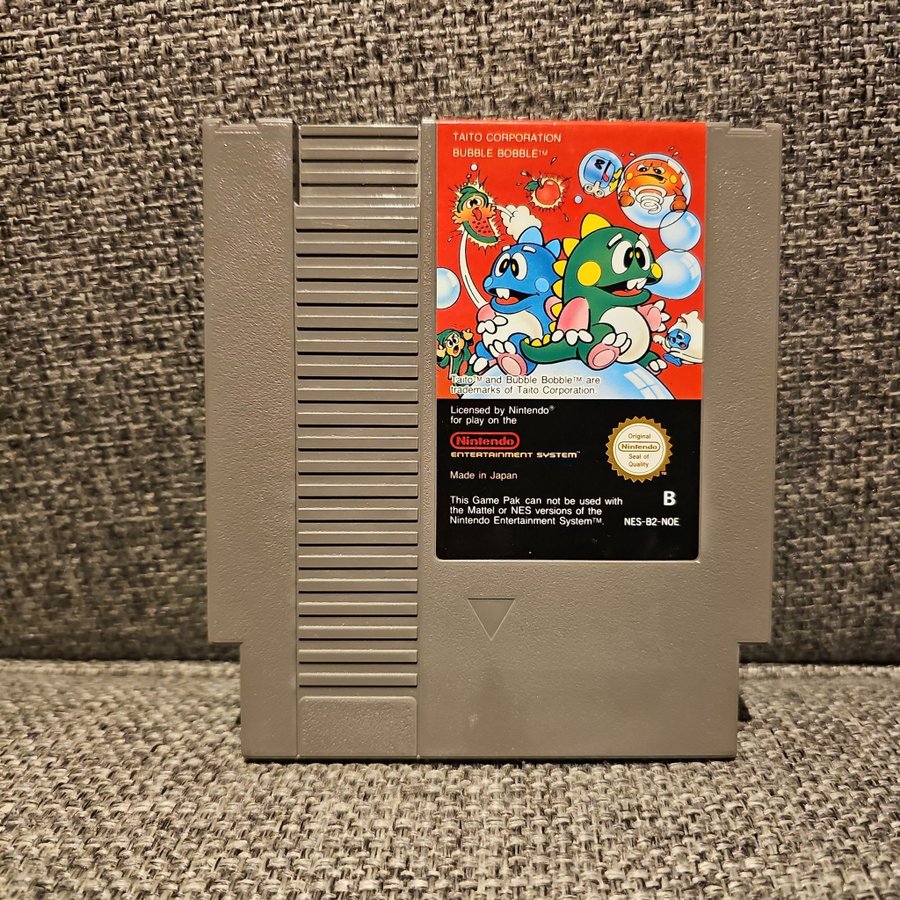 TAITO CORPORATION
BUBBLE BOBBLE™
Taito™ and Bubble Bobble™ are
trademarks of Taito Corporation.
Licensed by Nintendo®
for play on the
Nintendo
ENTERTAINMENT SYSTEM™
Made in Japan
This Game Pak can not be used with
the Mattel or NES versions of the
Nintendo Entertainment System™.
Original
Nintendo
Seal of
Quality
B
NES-B2-NOE